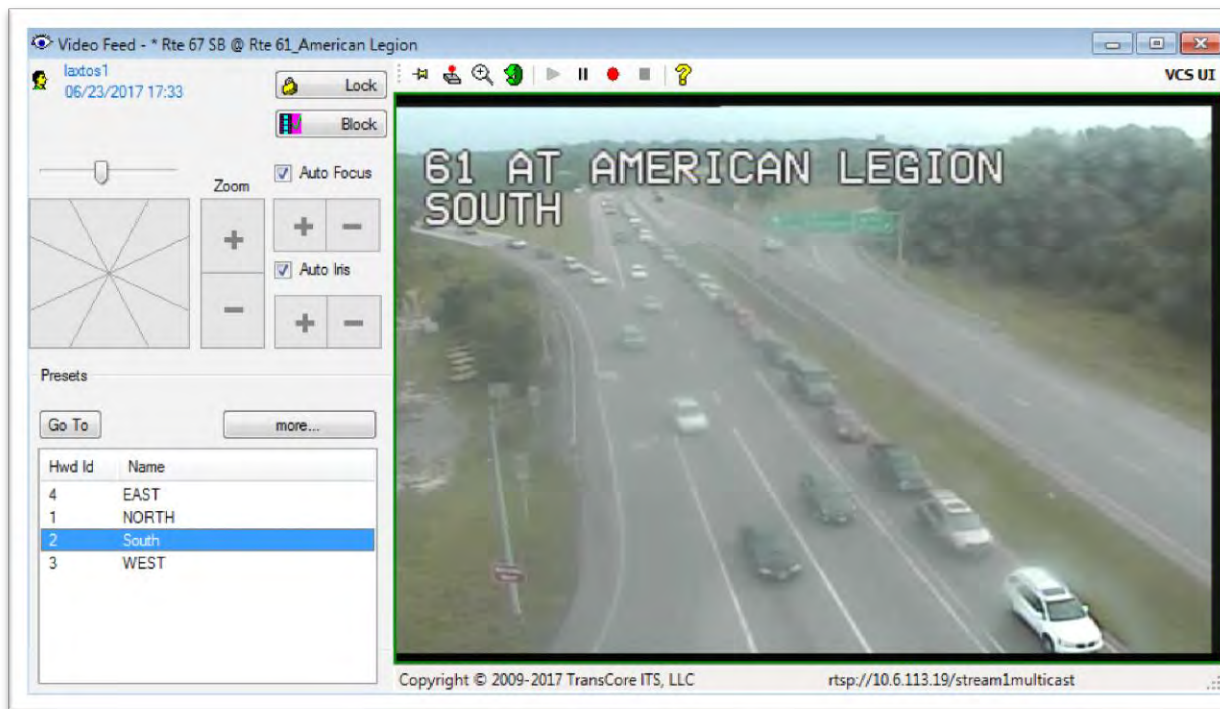 Video Feed - * Rte 67 SB @ Rte 61_American Legion
laxtos1
06/23/2017 17:33
Lock
Block
Zoom
Auto Focus
Auto Iris
Presets
Go To
more...
Hwd Id Name
4 EAST
1 NORTH
2 South
3 WEST
VCS UI
61 AT AMERICAN LEGION
SOUTH
Copyright © 2009-2017 TransCore ITS, LLC
rtsp://10.6.113.19/stream1multicast